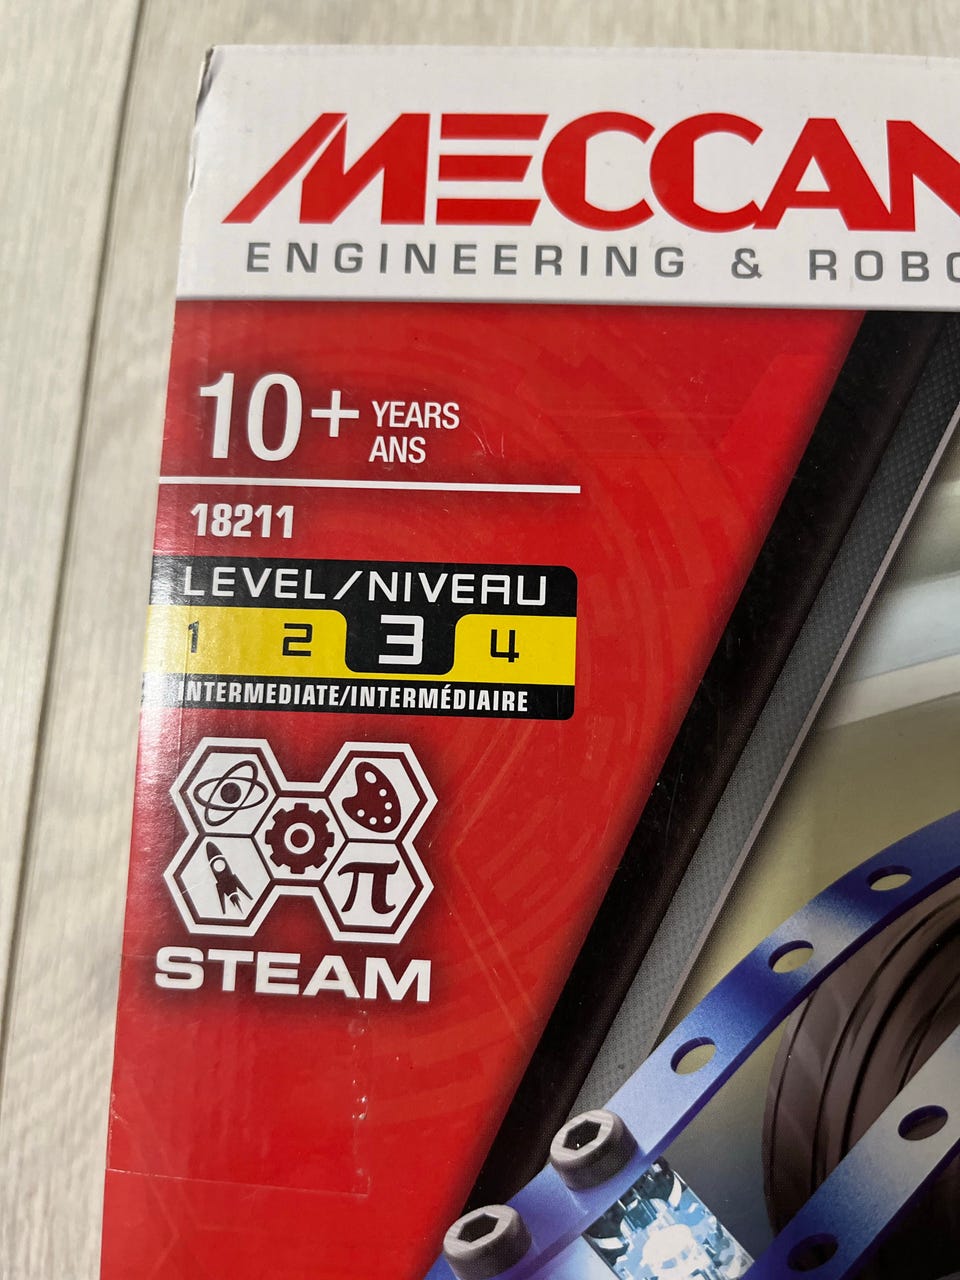 MECCAN
ENGINEERING & ROBO
10+ YEARS
ANS
18211
LEVEL/NIVEAU
1 2 3 4
INTERMEDIATE/INTERMÉDIAIRE
π
STEAM